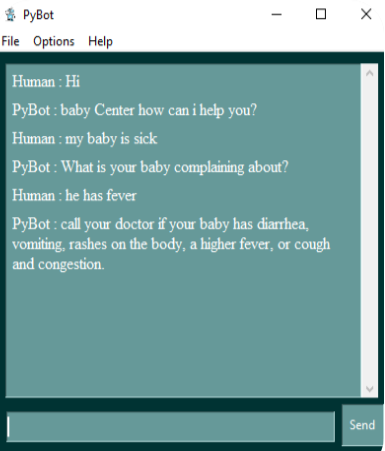 PyBot
File Options Help
Human : Hi
PyBot : baby Center how can i help you?
Human : my baby is sick
PyBot : What is your baby complaining about?
Human : he has fever
PyBot : call your doctor if your baby has diarrhea,
vomiting, rashes on the body, a higher fever, or cough
and congestion.
Send